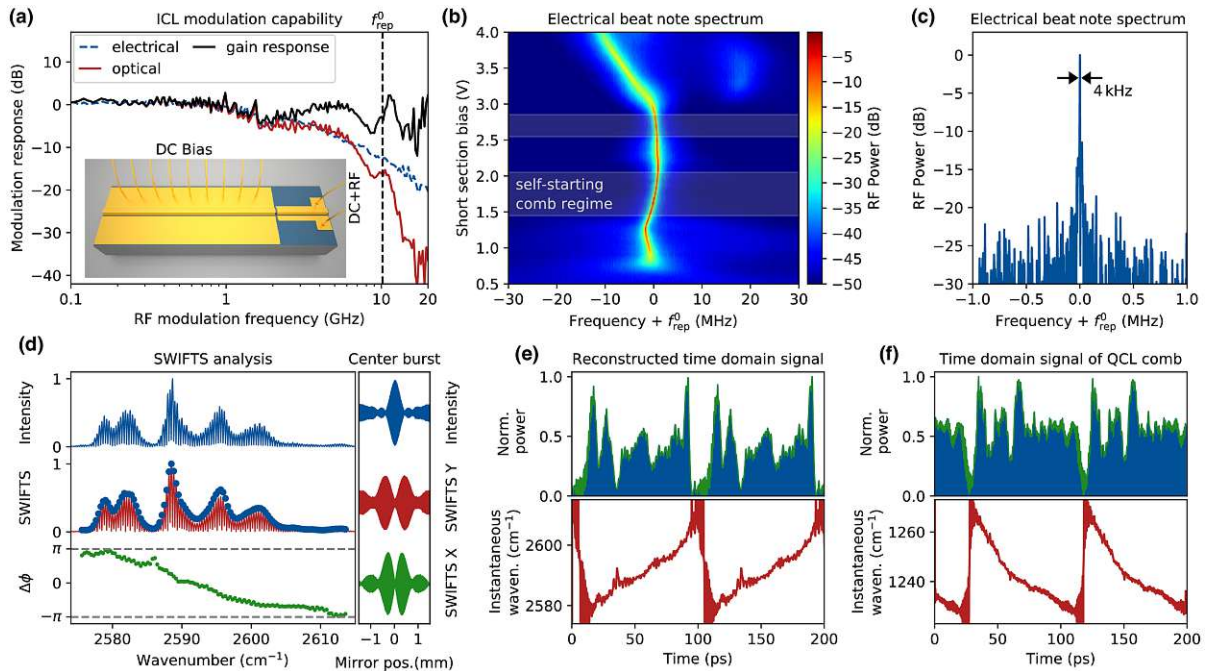 (a)
ICL modulation capability
f⁰rep
electrical
gain response
optical
Modulation response (dB)
10
0
−10
−20
−30
−40
DC Bias
DC+RF
0.1
1
10
20
RF modulation frequency (GHz)
(b)
Electrical beat note spectrum
Short section bias (V)
4.0
3.5
3.0
2.5
2.0
1.5
1.0
0.5
self-starting
comb regime
−30
−20
−10
0
10
20
30
Frequency + f⁰rep (MHz)
−5
−10
−15
−20
−25
−30
−35
−40
−45
−50
RF Power (dB)
(c)
Electrical beat note spectrum
RF Power (dB)
0
−5
−10
−15
−20
−25
−30
4 kHz
−1.0
−0.5
0.0
0.5
1.0
Frequency + f⁰rep (MHz)
(d)
SWIFTS analysis
Center burst
1
0
Intensity
Intensity
1
0
SWIFTS
SWIFTS Y
π
0
−π
Δϕ
SWIFTS X
2580
2590
2600
2610
Wavenumber (cm⁻¹)
−1
0
1
Mirror pos.(mm)
(e)
Reconstructed time domain signal
Norm.
power
1.0
0.5
0.0
Instantaneous
waven. (cm⁻¹)
2600
2580
0
50
100
150
200
Time (ps)
(f)
Time domain signal of QCL comb
Norm.
power
1.0
0.5
0.0
Instantaneous
waven. (cm⁻¹)
1260
1240
0
50
100
150
200
Time (ps)